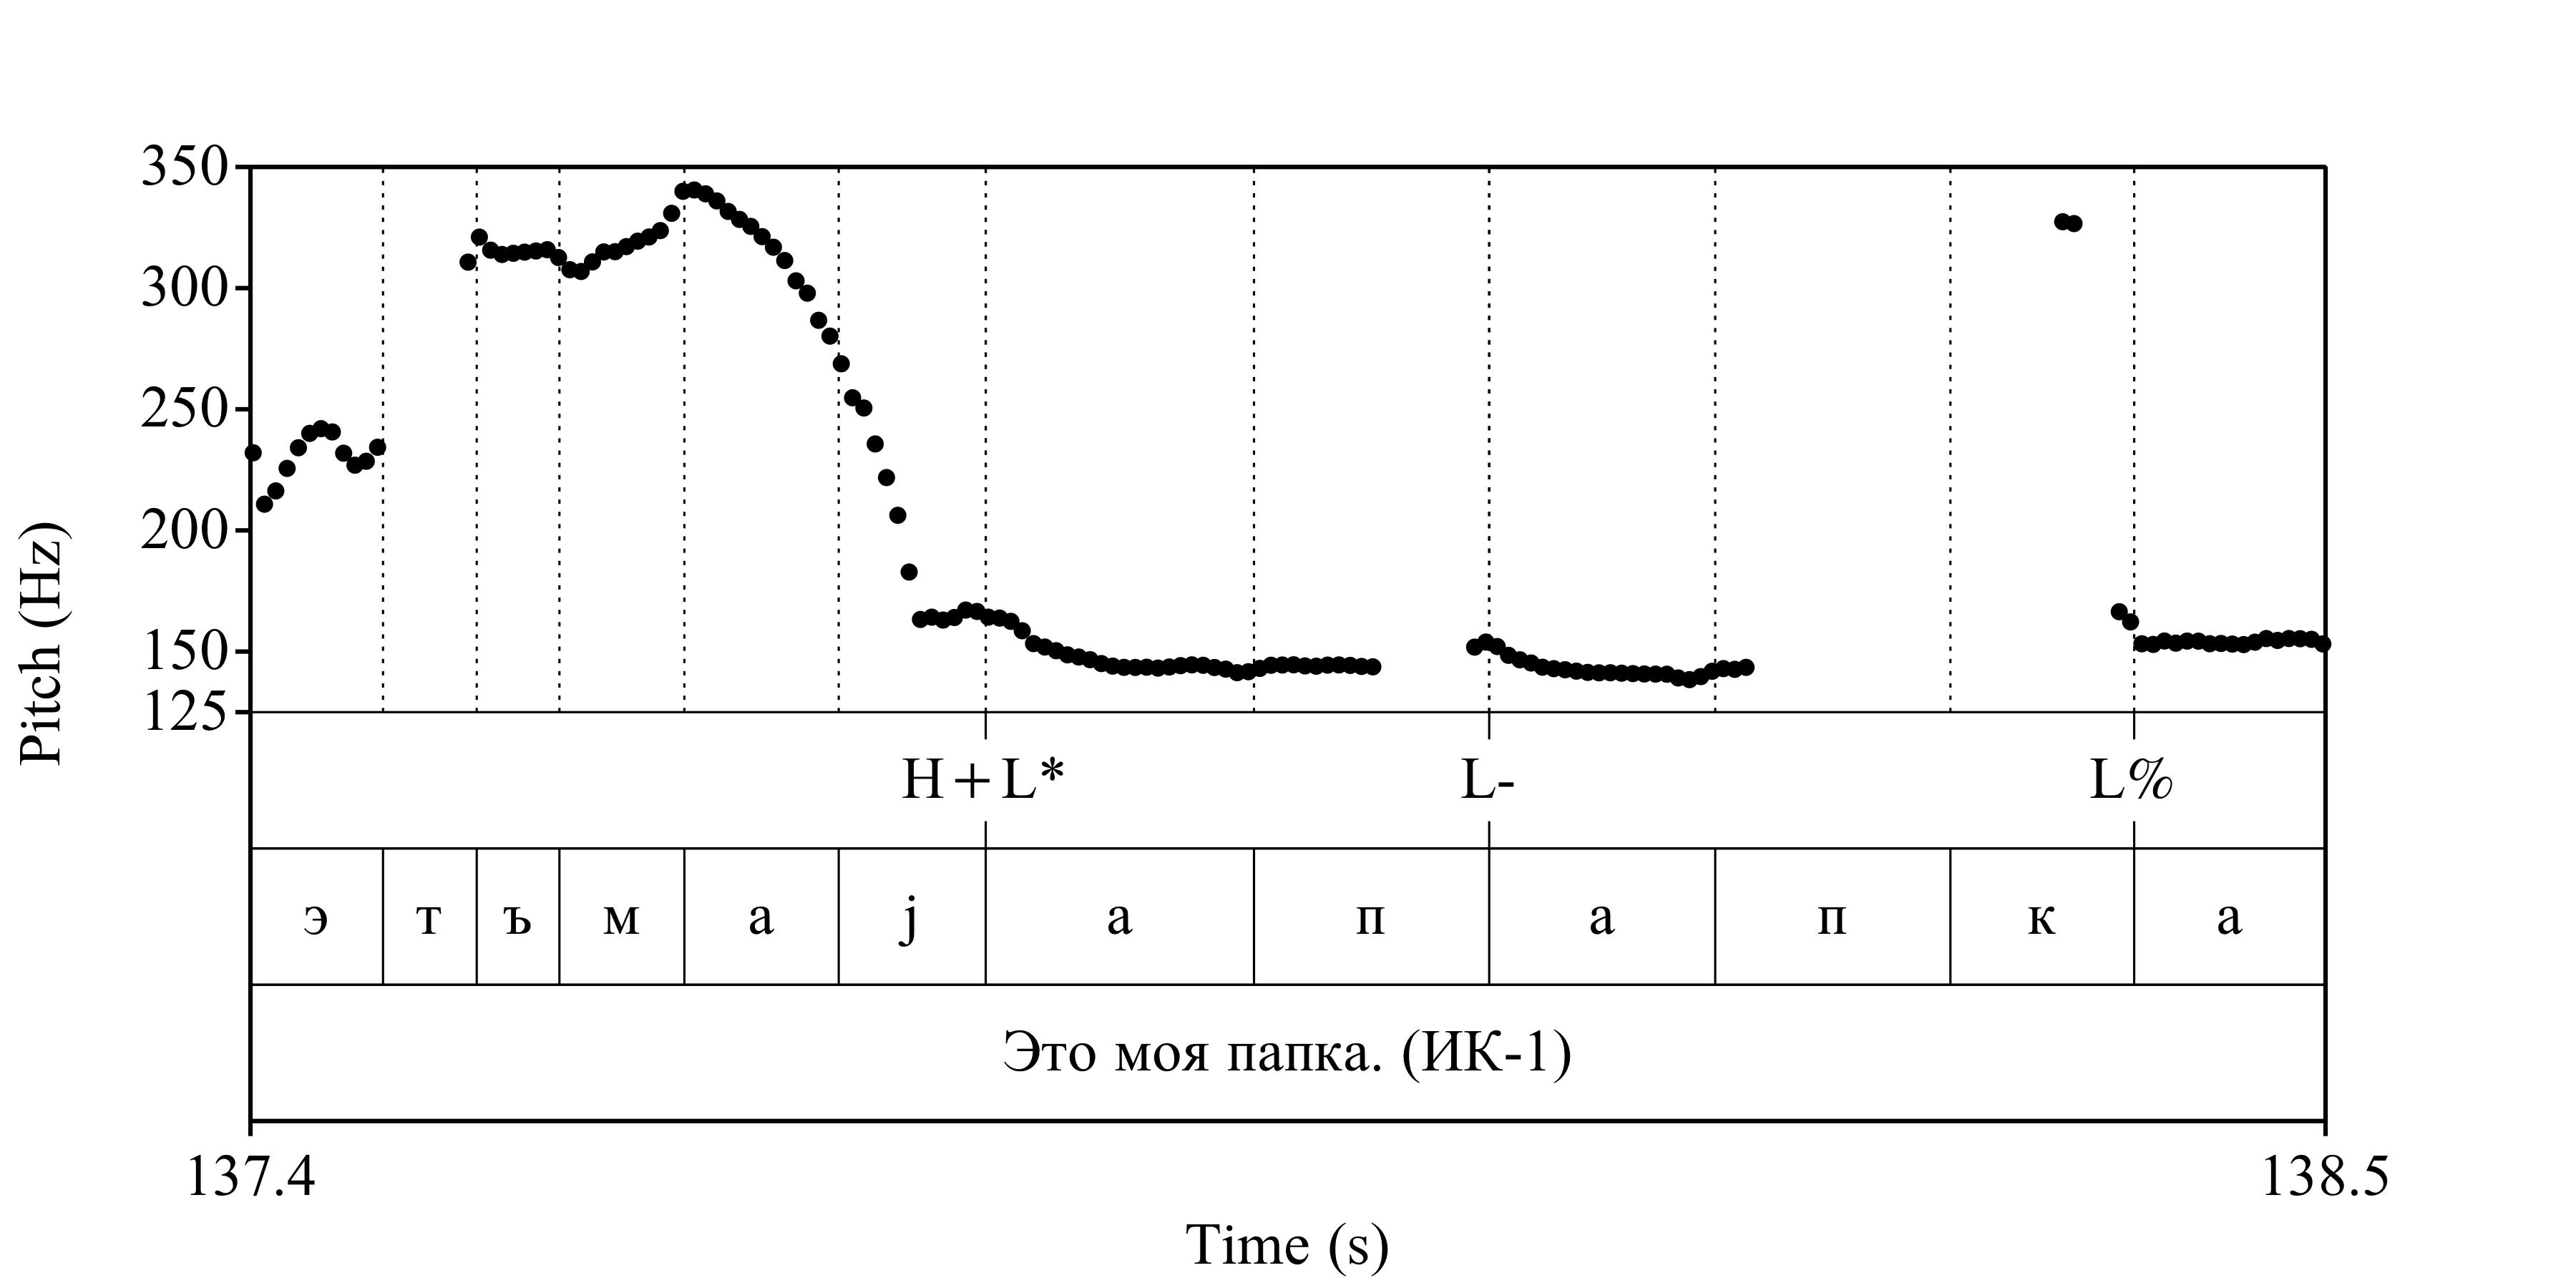 350
300
250
200
150
125
Pitch (Hz)
H+L* L- L%
э т ъ м а j а п а п к а
Это моя папка. (ИК-1)
137.4 138.5
Time (s)